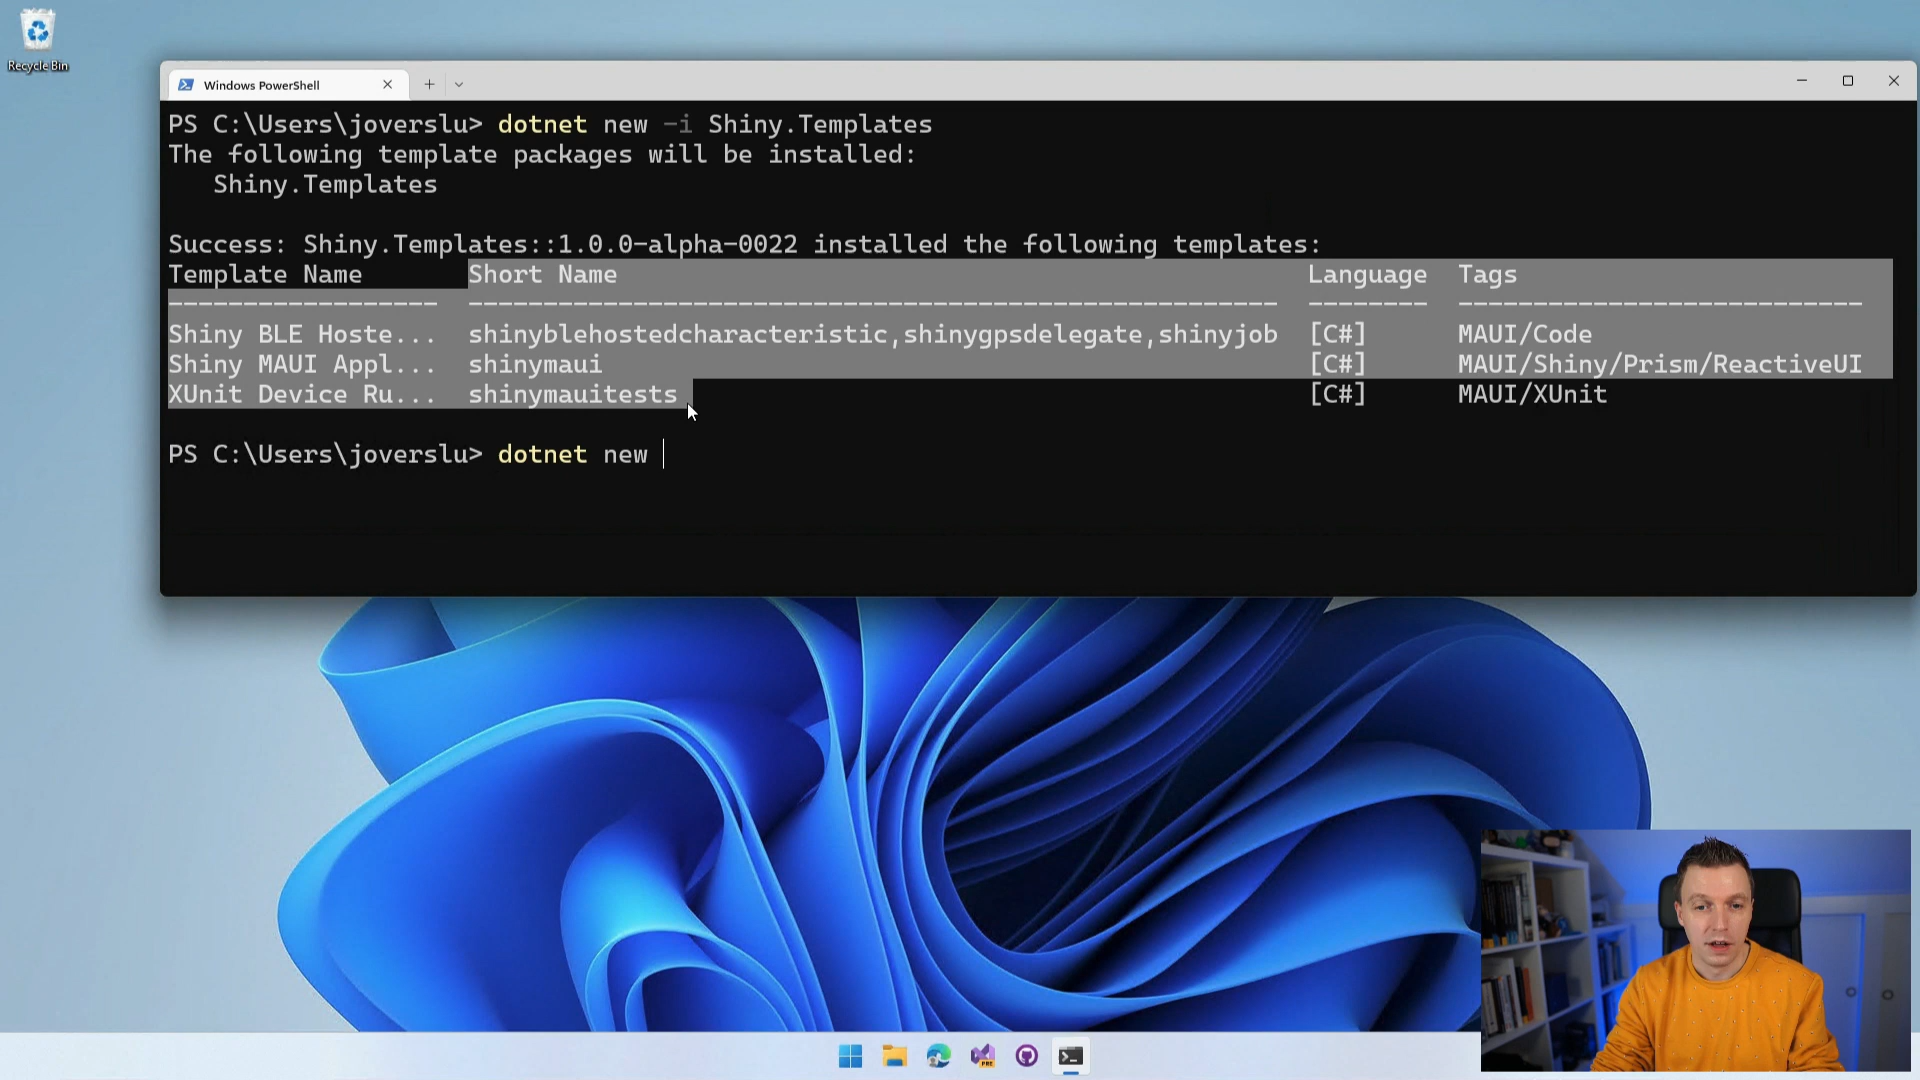 Recycle Bin
Windows PowerShell
PS C:\Users\joverslu> dotnet new -i Shiny.Templates
The following template packages will be installed:
Shiny.Templates
Success: Shiny.Templates::1.0.0-alpha-0022 installed the following templates:
Template Name Short Name Language Tags
------------------ ------------------------------------------------------ -------- ---------------------------
Shiny BLE Hoste... shinyblehostedcharacteristic,shinygpsdelegate,shinyjob [C#] MAUI/Code
Shiny MAUI Appl... shinymaui [C#] MAUI/Shiny/Prism/ReactiveUI
XUnit Device Ru... shinymauitests [C#] MAUI/XUnit
PS C:\Users\joverslu> dotnet new
PRE